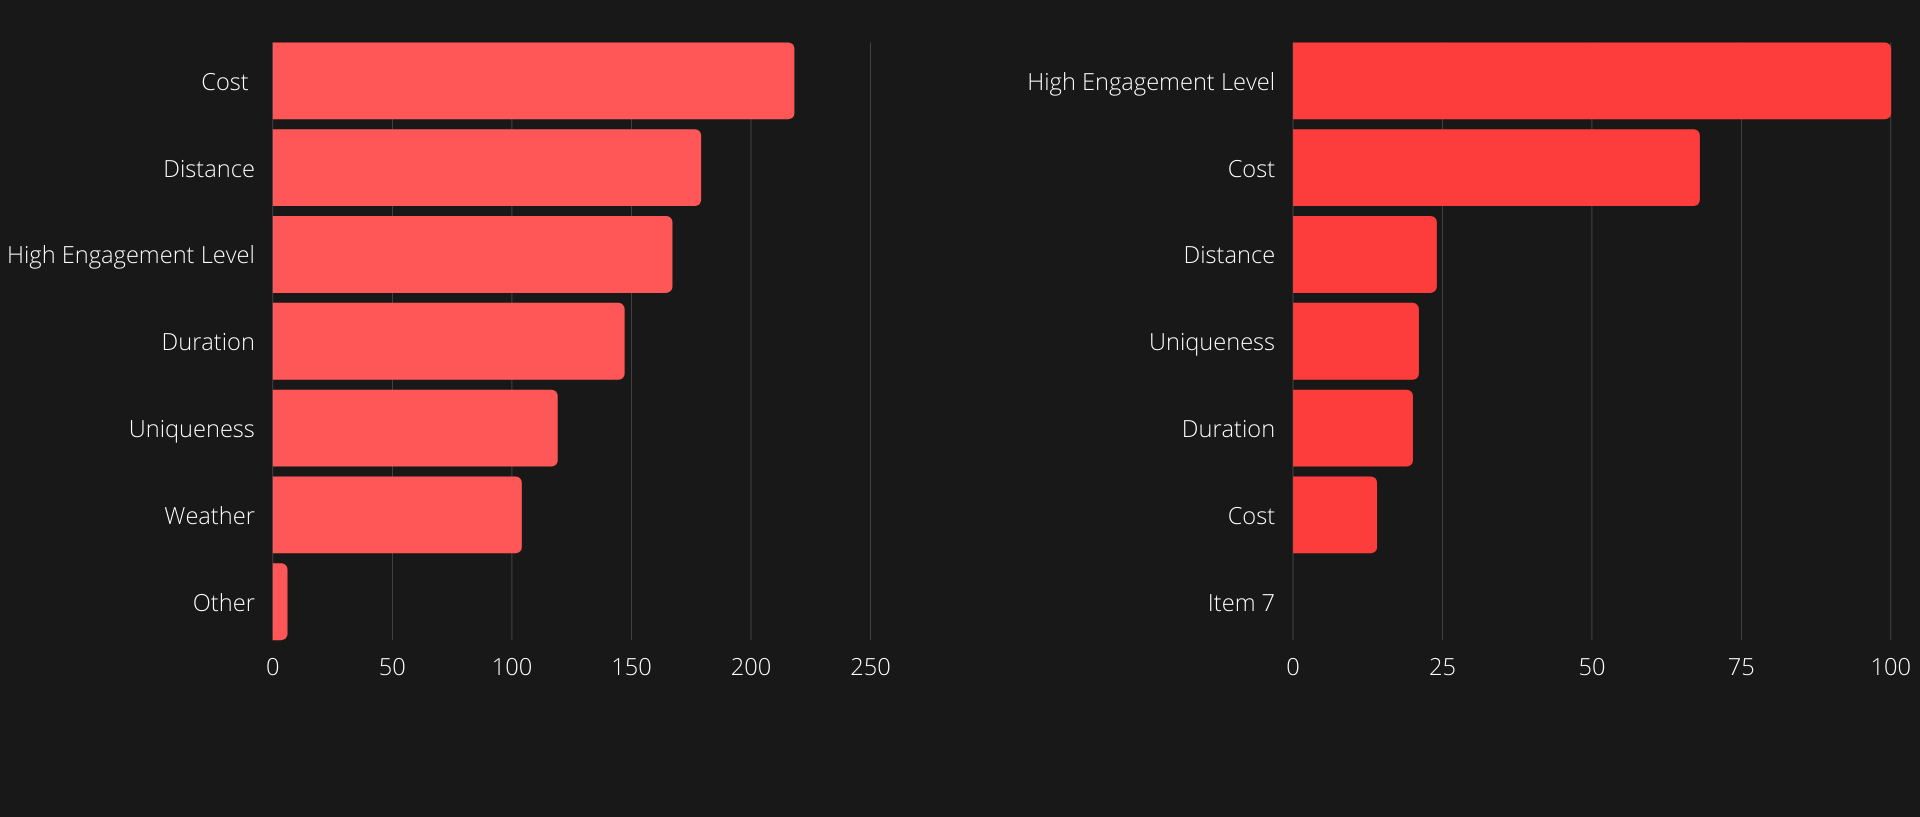 Cost
Distance
High Engagement Level
Duration
Uniqueness
Weather
Other
0 50 100 150 200 250
High Engagement Level
Cost
Distance
Uniqueness
Duration
Cost
Item 7
0 25 50 75 100